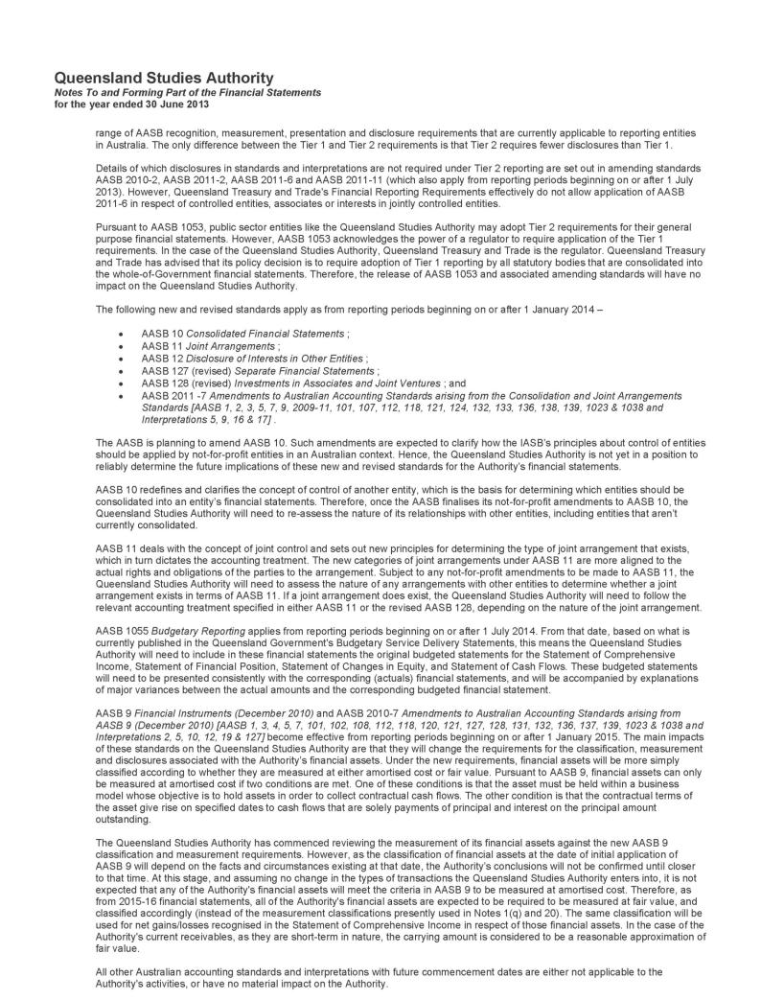 Queensland Studies Authority
Notes To and Forming Part of the Financial Statements
for the year ended 30 June 2013
range of AASB recognition, measurement, presentation and disclosure requirements that are currently applicable to reporting entities
in Australia. The only difference between the Tier 1 and Tier 2 requirements is that Tier 2 requires fewer disclosures than Tier 1.
Details of which disclosures in standards and interpretations are not required under Tier 2 reporting are set out in amending standards
AASB 2010-2, AASB 2011-2, AASB 2011-6 and AASB 2011-11 (which also apply from reporting periods beginning on or after 1 July
2013). However, Queensland Treasury and Trade's Financial Reporting Requirements effectively do not allow application of AASB
2011-6 in respect of controlled entities, associates or interests in jointly controlled entities.
Pursuant to AASB 1053, public sector entities like the Queensland Studies Authority may adopt Tier 2 requirements for their general
purpose financial statements. However, AASB 1053 acknowledges the power of a regulator to require application of the Tier 1
requirements. In the case of the Queensland Studies Authority, Queensland Treasury and Trade is the regulator. Queensland Treasury
and Trade has advised that its policy decision is to require adoption of Tier 1 reporting by all statutory bodies that are consolidated into
the whole-of-Government financial statements. Therefore, the release of AASB 1053 and associated amending standards will have no
impact on the Queensland Studies Authority.
The following new and revised standards apply as from reporting periods beginning on or after 1 January 2014 –
• AASB 10 Consolidated Financial Statements ;
• AASB 11 Joint Arrangements ;
• AASB 12 Disclosure of Interests in Other Entities ;
• AASB 127 (revised) Separate Financial Statements ;
• AASB 128 (revised) Investments in Associates and Joint Ventures ; and
• AASB 2011 -7 Amendments to Australian Accounting Standards arising from the Consolidation and Joint Arrangements
Standards [AASB 1, 2, 3, 5, 7, 9, 2009-11, 101, 107, 112, 118, 121, 124, 132, 133, 136, 138, 139, 1023 & 1038 and
Interpretations 5, 9, 16 & 17] .
The AASB is planning to amend AASB 10. Such amendments are expected to clarify how the IASB's principles about control of entities
should be applied by not-for-profit entities in an Australian context. Hence, the Queensland Studies Authority is not yet in a position to
reliably determine the future implications of these new and revised standards for the Authority's financial statements.
AASB 10 redefines and clarifies the concept of control of another entity, which is the basis for determining which entities should be
consolidated into an entity's financial statements. Therefore, once the AASB finalises its not-for-profit amendments to AASB 10, the
Queensland Studies Authority will need to re-assess the nature of its relationships with other entities, including entities that aren't
currently consolidated.
AASB 11 deals with the concept of joint control and sets out new principles for determining the type of joint arrangement that exists,
which in turn dictates the accounting treatment. The new categories of joint arrangements under AASB 11 are more aligned to the
actual rights and obligations of the parties to the arrangement. Subject to any not-for-profit amendments to be made to AASB 11, the
Queensland Studies Authority will need to assess the nature of any arrangements with other entities to determine whether a joint
arrangement exists in terms of AASB 11. If a joint arrangement does exist, the Queensland Studies Authority will need to follow the
relevant accounting treatment specified in either AASB 11 or the revised AASB 128, depending on the nature of the joint arrangement.
AASB 1055 Budgetary Reporting applies from reporting periods beginning on or after 1 July 2014. From that date, based on what is
currently published in the Queensland Government's Budgetary Service Delivery Statements, this means the Queensland Studies
Authority will need to include in these financial statements the original budgeted statements for the Statement of Comprehensive
Income, Statement of Financial Position, Statement of Changes in Equity, and Statement of Cash Flows. These budgeted statements
will need to be presented consistently with the corresponding (actuals) financial statements, and will be accompanied by explanations
of major variances between the actual amounts and the corresponding budgeted financial statement.
AASB 9 Financial Instruments (December 2010) and AASB 2010-7 Amendments to Australian Accounting Standards arising from
AASB 9 (December 2010) [AASB 1, 3, 4, 5, 7, 101, 102, 108, 112, 118, 120, 121, 127, 128, 131, 132, 136, 137, 139, 1023 & 1038 and
Interpretations 2, 5, 10, 12, 19 & 127] become effective from reporting periods beginning on or after 1 January 2015. The main impacts
of these standards on the Queensland Studies Authority are that they will change the requirements for the classification, measurement
and disclosures associated with the Authority's financial assets. Under the new requirements, financial assets will be more simply
classified according to whether they are measured at either amortised cost or fair value. Pursuant to AASB 9, financial assets can only
be measured at amortised cost if two conditions are met. One of these conditions is that the asset must be held within a business
model whose objective is to hold assets in order to collect contractual cash flows. The other condition is that the contractual terms of
the asset give rise on specified dates to cash flows that are solely payments of principal and interest on the principal amount
outstanding.
The Queensland Studies Authority has commenced reviewing the measurement of its financial assets against the new AASB 9
classification and measurement requirements. However, as the classification of financial assets at the date of initial application of
AASB 9 will depend on the facts and circumstances existing at that date, the Authority's conclusions will not be confirmed until closer
to that time. At this stage, and assuming no change in the types of transactions the Queensland Studies Authority enters into, it is not
expected that any of the Authority's financial assets will meet the criteria in AASB 9 to be measured at amortised cost. Therefore, as
from 2015-16 financial statements, all of the Authority's financial assets are expected to be required to be measured at fair value, and
classified accordingly (instead of the measurement classifications presently used in Notes 1(q) and 20). The same classification will be
used for net gains/losses recognised in the Statement of Comprehensive Income in respect of those financial assets. In the case of the
Authority's current receivables, as they are short-term in nature, the carrying amount is considered to be a reasonable approximation of
fair value.
All other Australian accounting standards and interpretations with future commencement dates are either not applicable to the
Authority's activities, or have no material impact on the Authority.